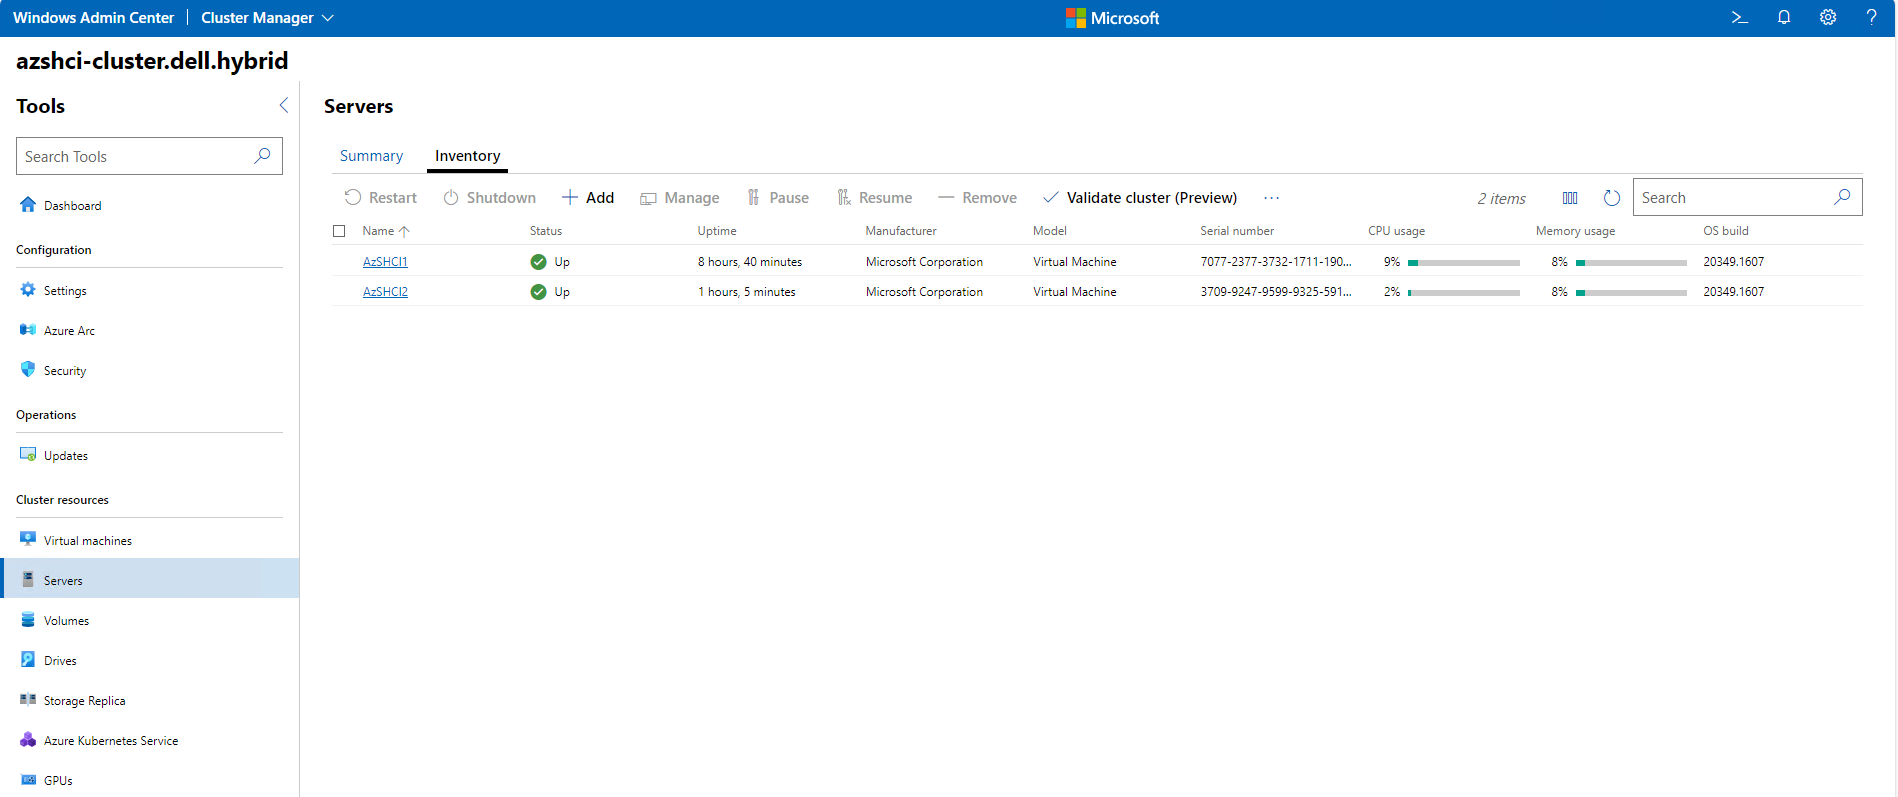 Windows Admin Center | Cluster Manager
Microsoft
azshci-cluster.dell.hybrid
Tools
Search Tools
Dashboard
Configuration
Settings
Azure Arc
Security
Operations
Updates
Cluster resources
Virtual machines
Servers
Volumes
Drives
Storage Replica
Azure Kubernetes Service
GPUs
Servers
Summary Inventory
Restart Shutdown Add Manage Pause Resume Remove Validate cluster (Preview) ... 2 items Search
Name Status Uptime Manufacturer Model Serial number CPU usage Memory usage OS build
AzSHCI1 Up 8 hours, 40 minutes Microsoft Corporation Virtual Machine 7077-2377-3732-1711-190... 9% 8% 20349.1607
AzSHCI2 Up 1 hours, 5 minutes Microsoft Corporation Virtual Machine 3709-9247-9599-9325-591... 2% 8% 20349.1607